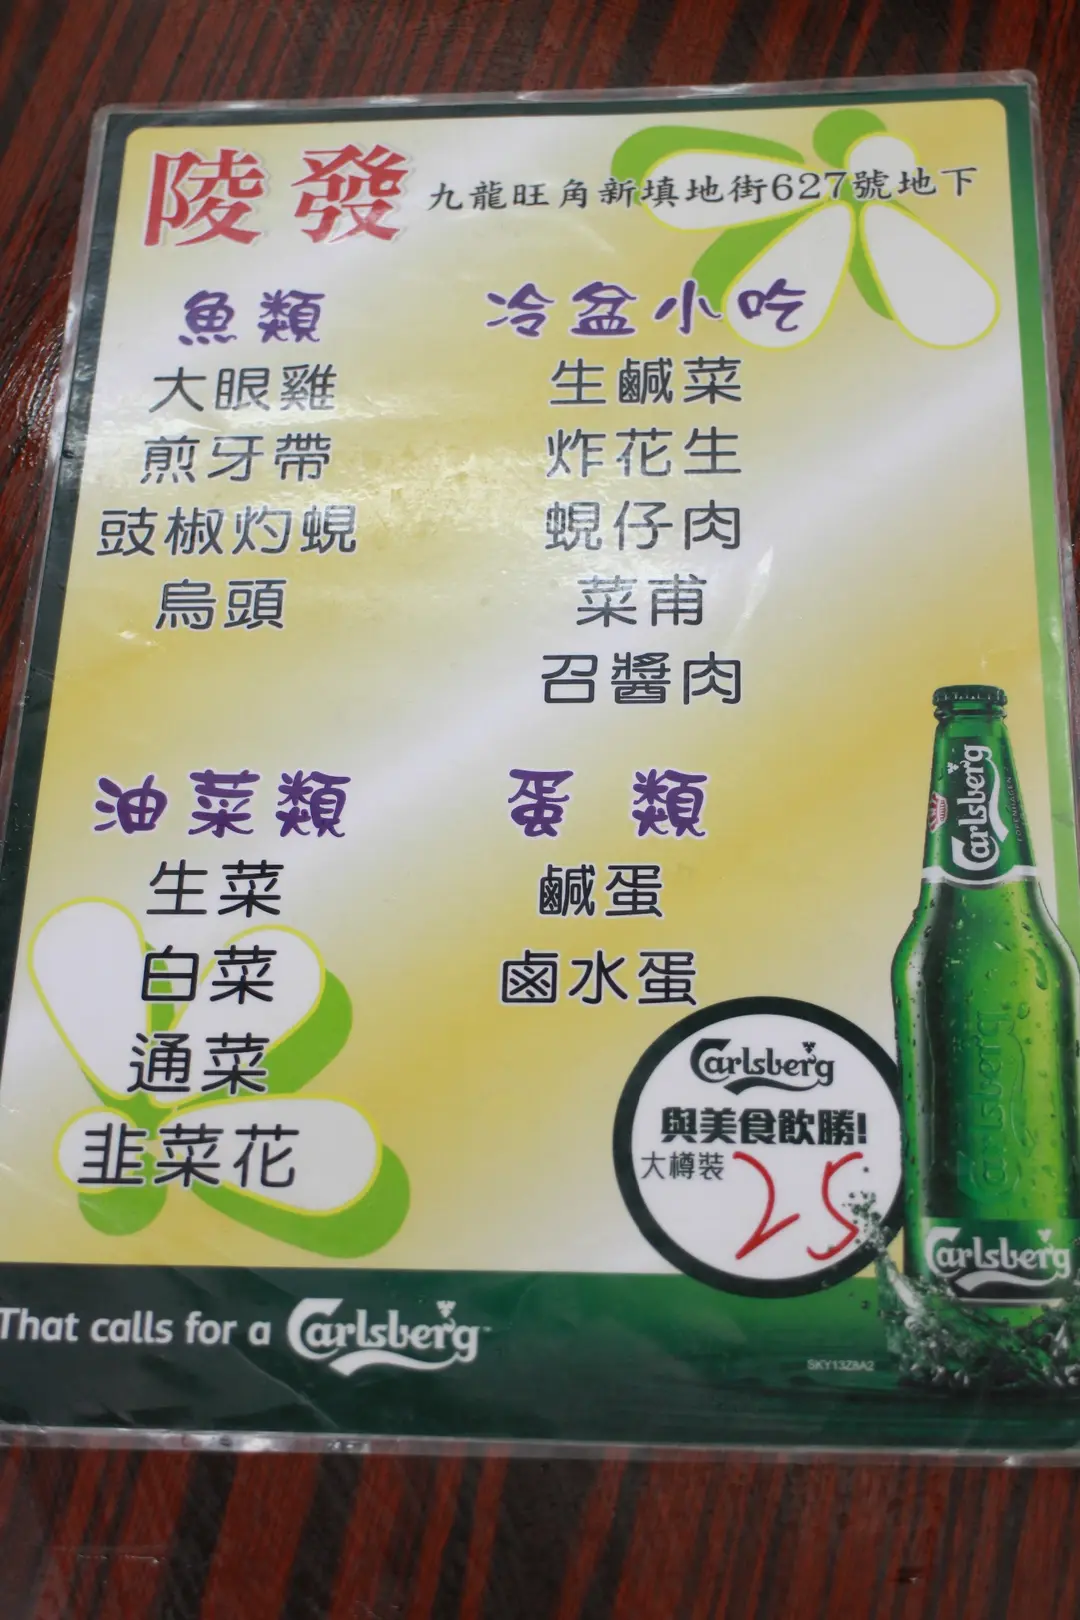 陵發 九龍旺角新填地街627號地下
魚類
大眼雞
煎牙帶
豉椒灼蜆
烏頭
冷盆小吃
生鹹菜
炸花生
蜆仔肉
菜甫
召醬肉
油菜類
生菜
白菜
通菜
韭菜花
蛋類
鹹蛋
鹵水蛋
Carlsberg
COPENHAGEN
Carlsberg
與美食飲勝!
大樽裝 25
Carlsberg
Carlsberg
That calls for a Carlsberg
SKY13Z8A2